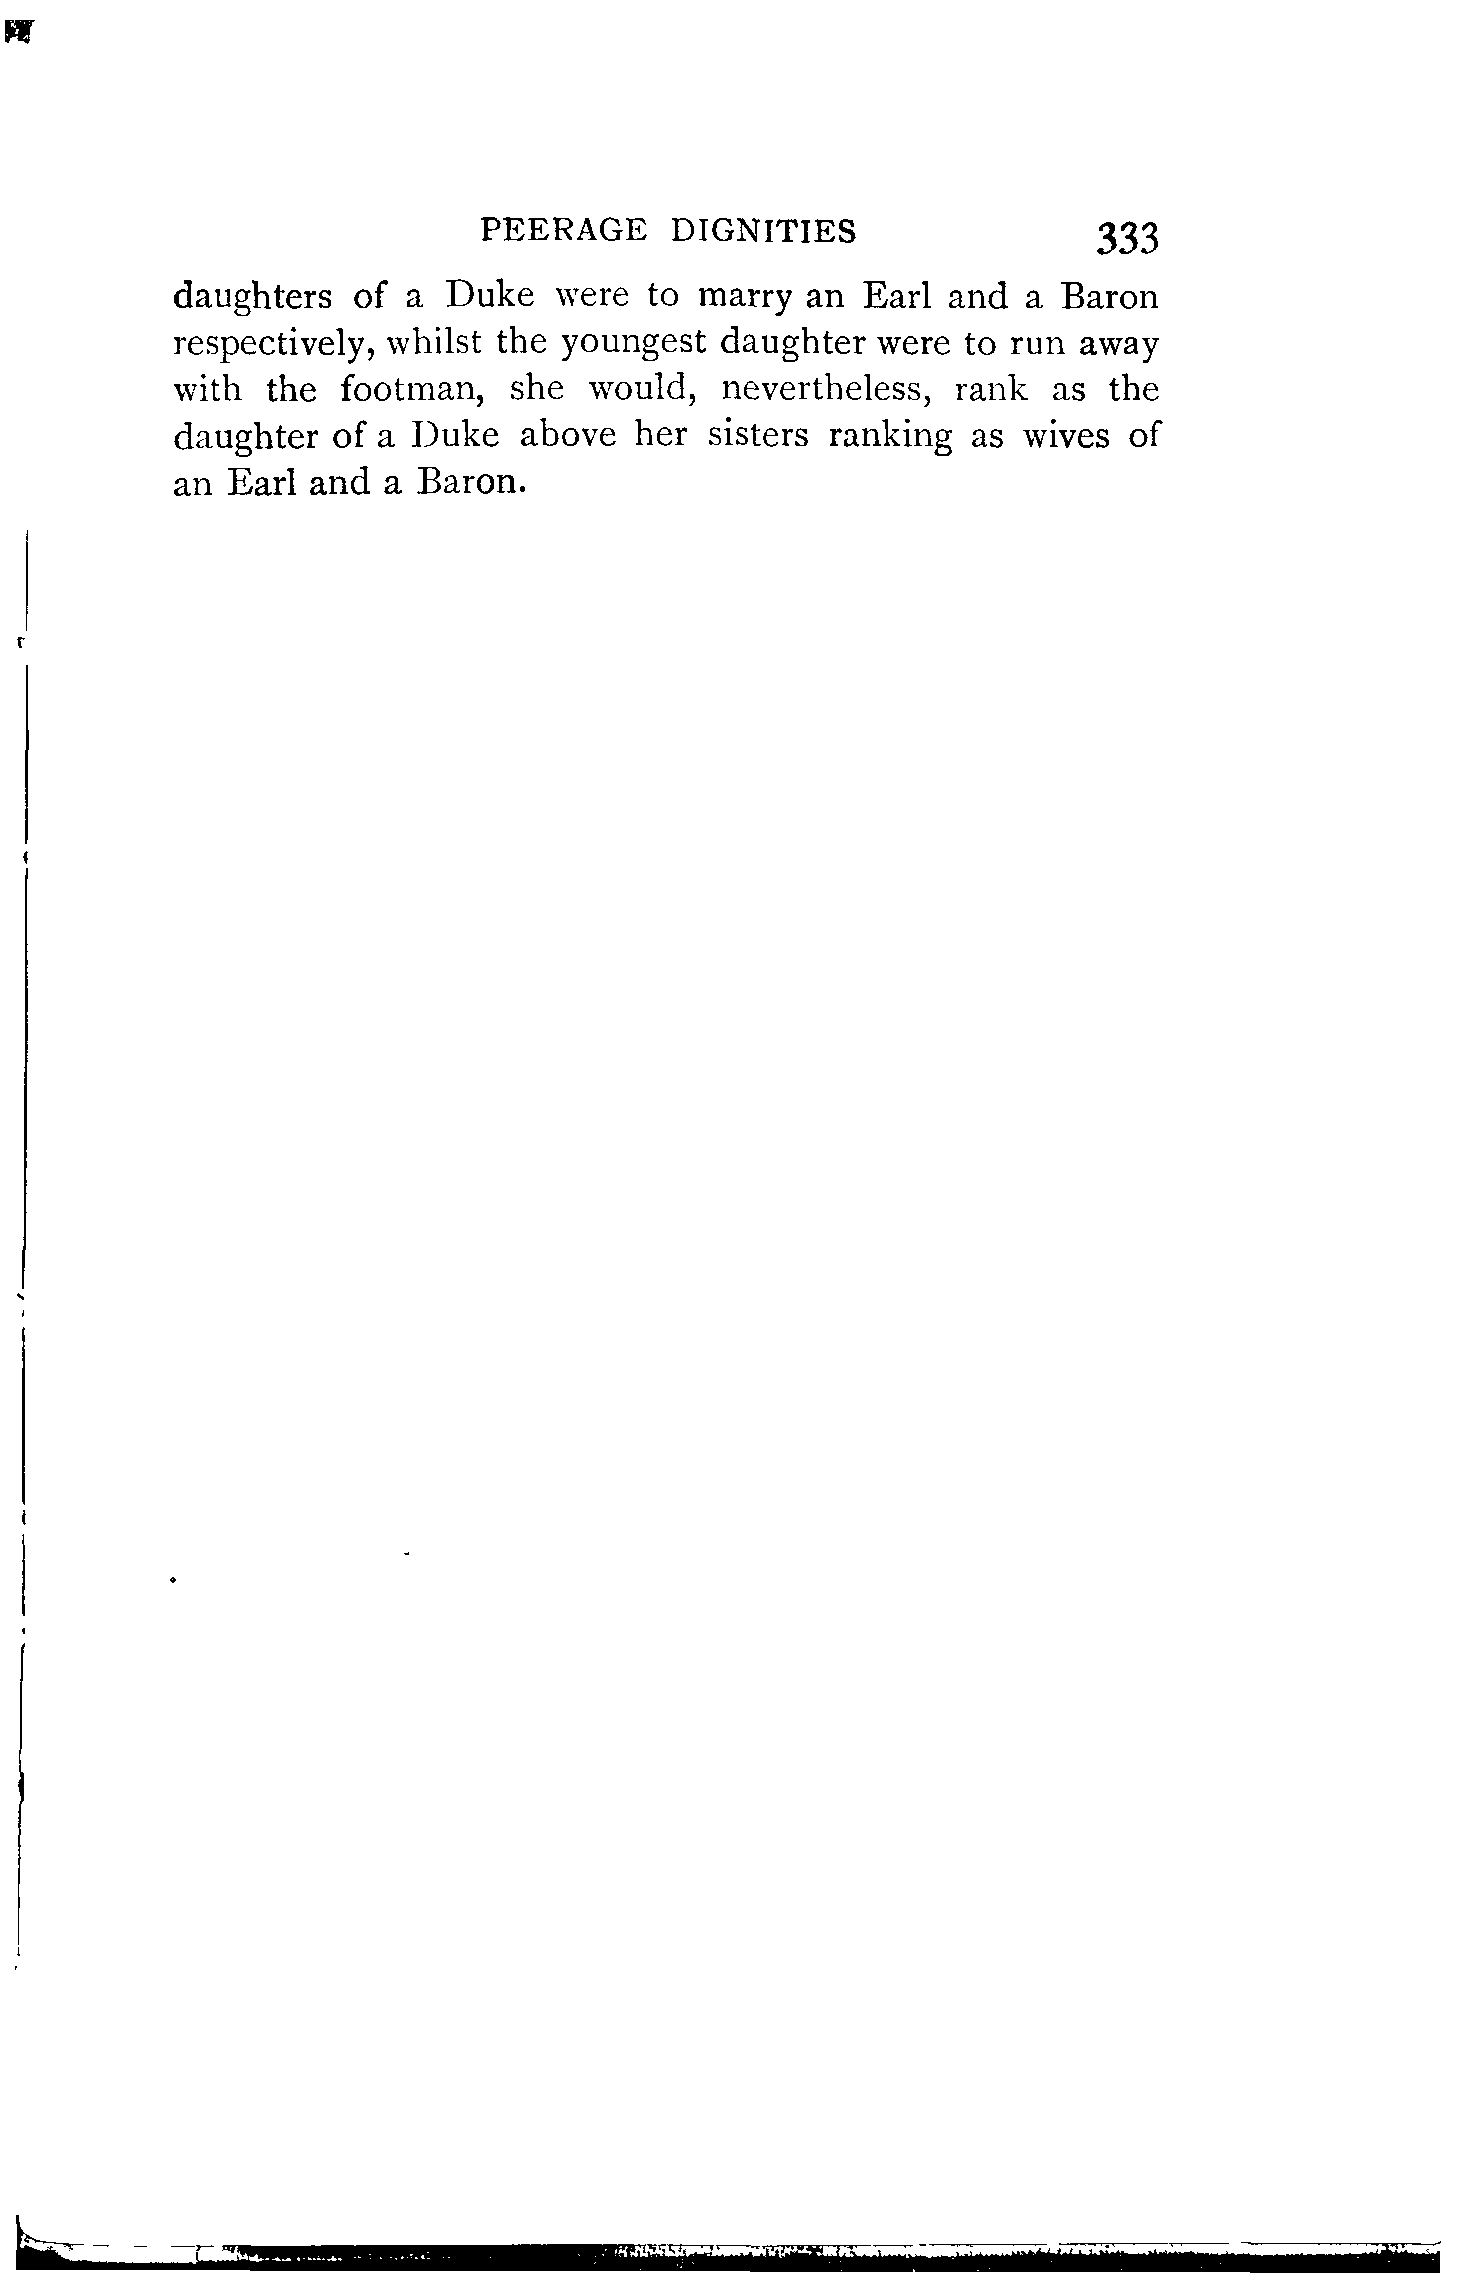 PEERAGE DIGNITIES 333
daughters of a Duke were to marry an Earl and a Baron
respectively, whilst the youngest daughter were to run away
with the footman, she would, nevertheless, rank as the
daughter of a Duke above her sisters ranking as wives of
an Earl and a Baron.